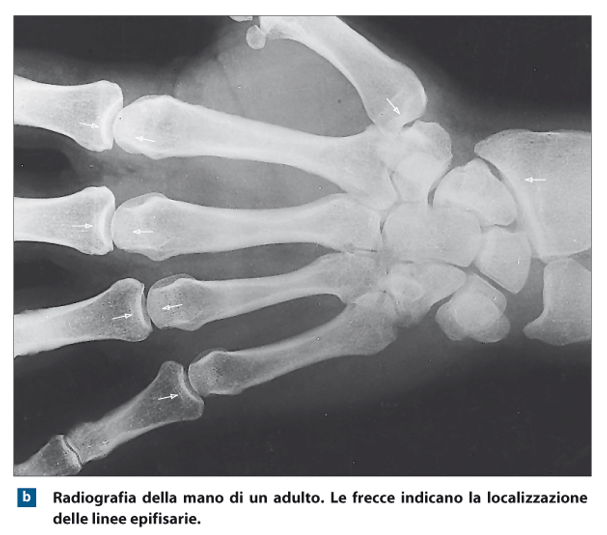 b Radiografia della mano di un adulto. Le frecce indicano la localizzazione
delle linee epifisarie.